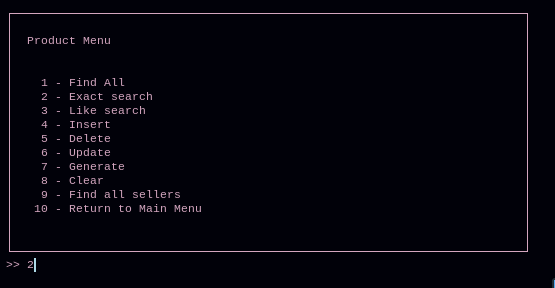 Product Menu
1 - Find All
2 - Exact search
3 - Like search
4 - Insert
5 - Delete
6 - Update
7 - Generate
8 - Clear
9 - Find all sellers
10 - Return to Main Menu
>> 2